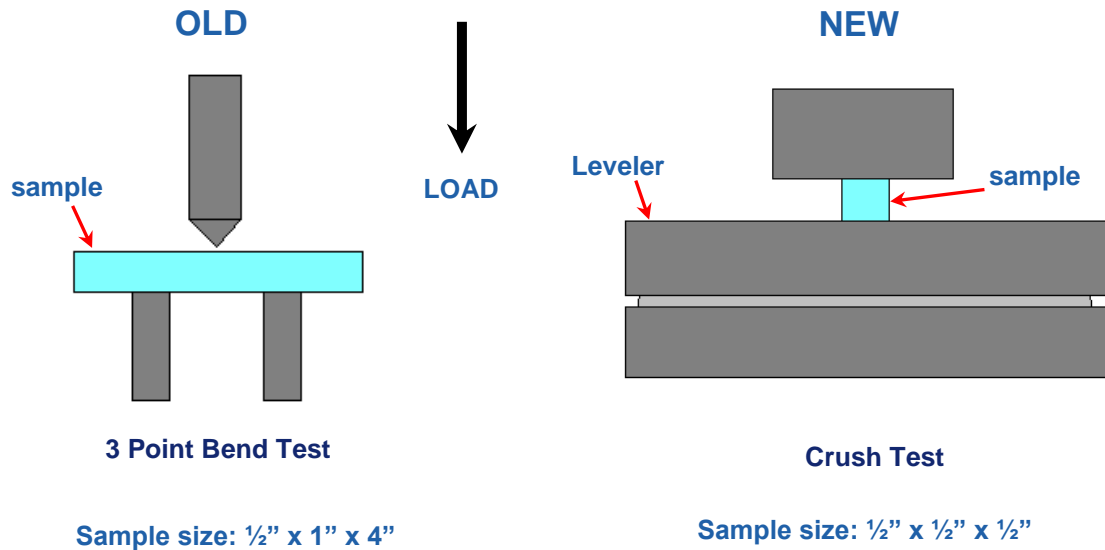 OLD
NEW
LOAD
sample
Leveler
sample
3 Point Bend Test
Crush Test
Sample size: ½” x 1” x 4”
Sample size: ½” x ½” x ½”